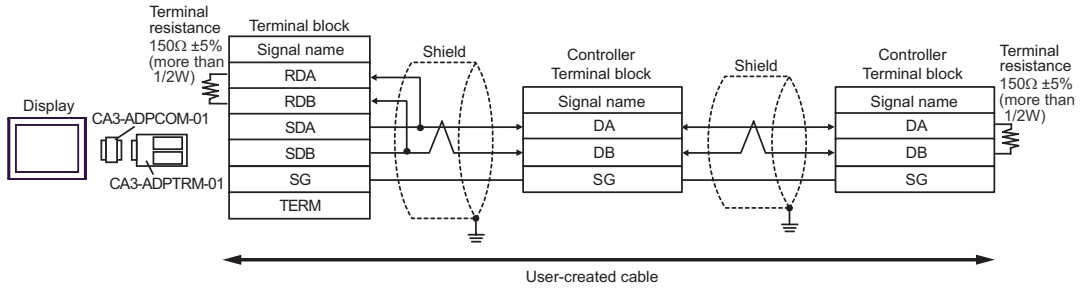 Terminal
resistance
150Ω ±5%
(more than
1/2W)
Terminal block
Signal name
RDA
RDB
SDA
SDB
SG
TERM
Display
CA3-ADPCOM-01
CA3-ADPTRM-01
Shield
Controller
Terminal block
Signal name
DA
DB
SG
Shield
Controller
Terminal block
Signal name
DA
DB
SG
Terminal
resistance
150Ω ±5%
(more than
1/2W)
User-created cable